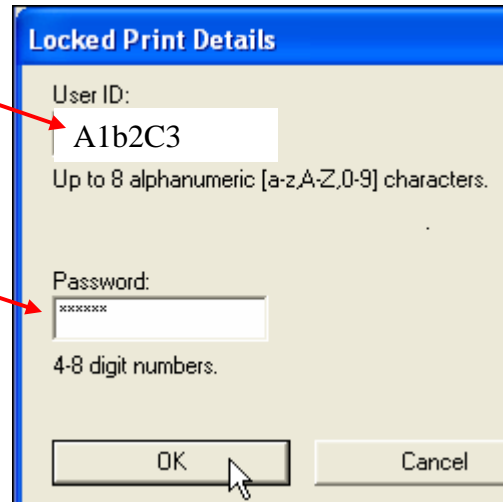 Locked Print Details
User ID:
A1b2C3
Up to 8 alphanumeric [a-z,A-Z,0-9] characters.
.
Password:
xxxxxx
4-8 digit numbers.
OK
Cancel